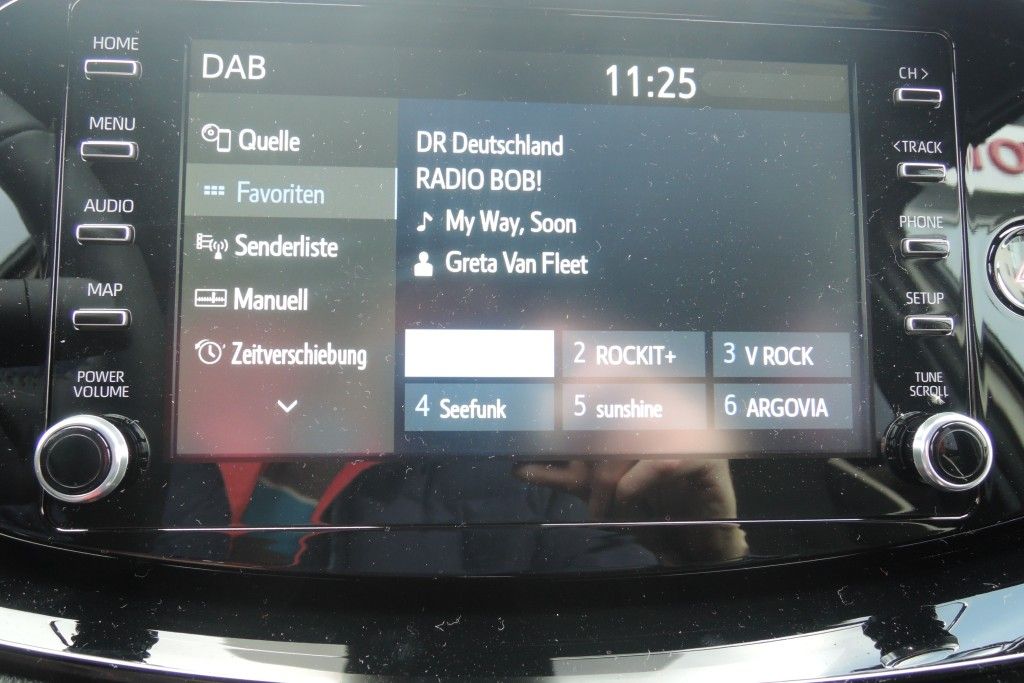 HOME
MENU
AUDIO
MAP
POWER
VOLUME
DAB
11:25
Quelle
Favoriten
Senderliste
Manuell
Zeitverschiebung
DR Deutschland
RADIO BOB!
My Way, Soon
Greta Van Fleet
2 ROCKIT+
3 V ROCK
4 Seefunk
5 sunshine
6 ARGOVIA
CH >
< TRACK
PHONE
SETUP
TUNE
SCROLL